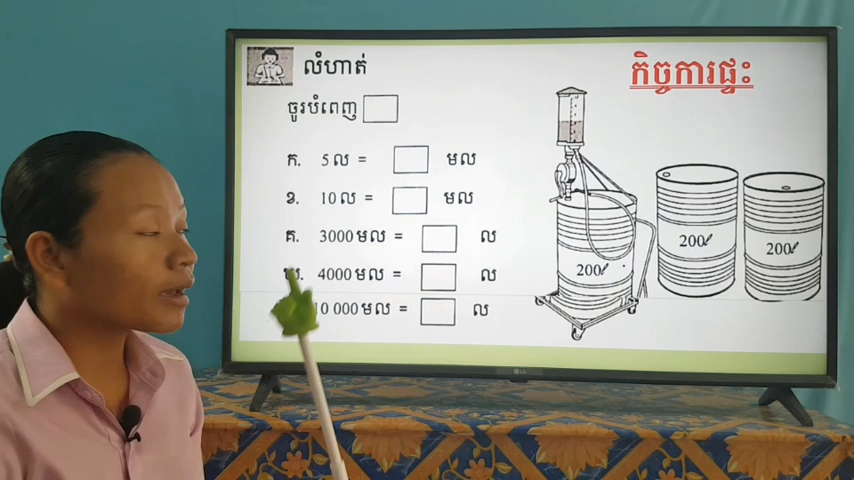 លំហាត់
កិច្ចការផ្ទះ
ចូរបំពេញ
ក. 5ល = មល
ខ. 10ល = មល
គ. 3000មល = ល
ឃ. 4000មល = ល
10 000មល = ល
200ℓ
200ℓ
200ℓ
LG